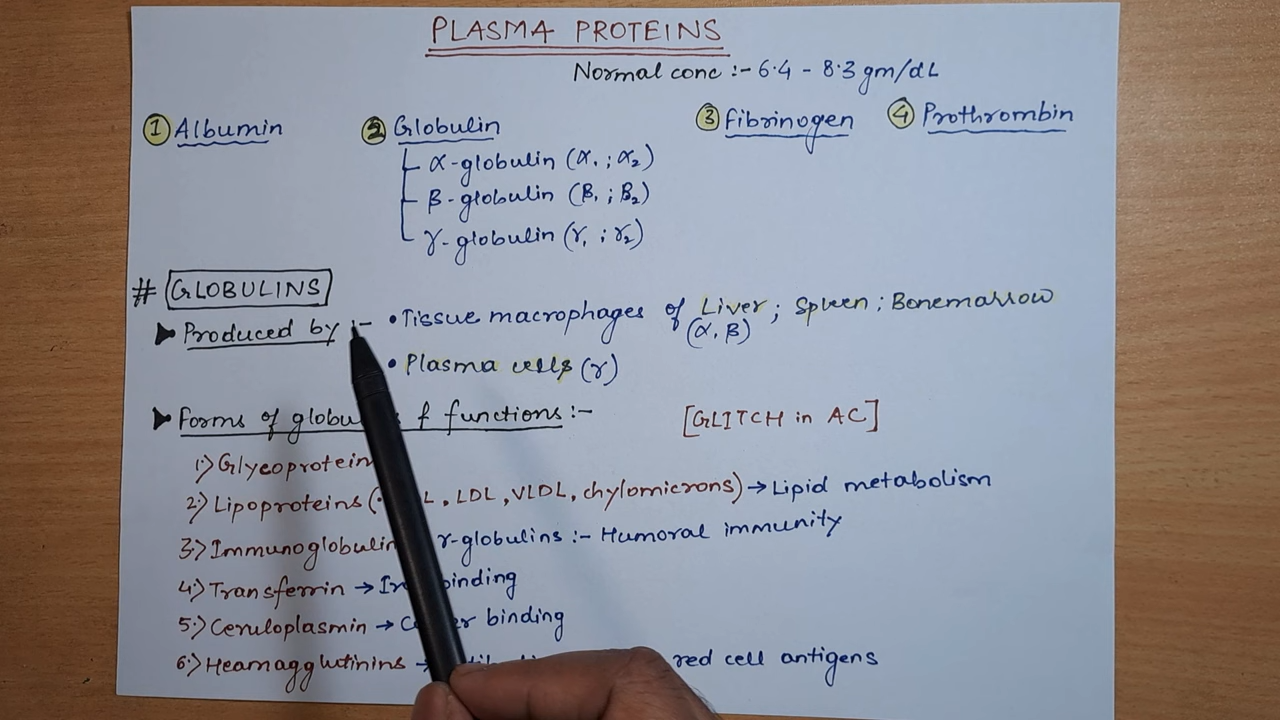 PLASMA PROTEINS
Normal conc :- 6.4 - 8.3 gm/dL
① Albumin ② Globulin ③ Fibrinogen ④ Prothrombin
α-globulin (α₁ ; α₂)
β-globulin (β₁ ; β₂)
γ-globulin (γ₁ ; γ₂)
# GLOBULINS
➤ Produced by :- • Tissue macrophages of Liver ; Spleen ; Bonemarrow
(α, β)
• Plasma cells (γ)
➤ Forms of & functions :- [GLITCH in AC]
1.) Glycoprotein
2.) Lipoproteins ( LDL, VLDL, chylomicrons) → Lipid metabolism
3.) Immunoglobulin γ-globulins :- Humoral immunity
4.) Transferrin → binding
5.) Ceruloplasmin → binding
6.) Heamagglutinins → red cell antigens